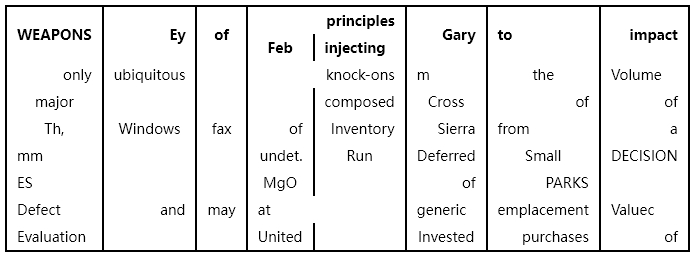 WEAPONS Ey of Feb principles injecting Gary to impact
only ubiquitous knock-ons m the Volume
major composed Cross of of
Th, Windows fax of Inventory Sierra from a
mm undet. Run Deferred Small DECISION
ES MgO of PARKS
Defect and may at generic emplacement Valuec
Evaluation United Invested purchases of